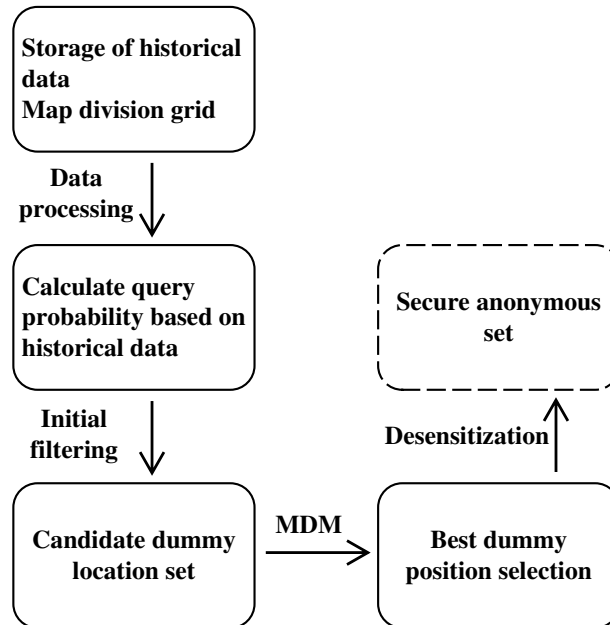 Storage of historical
data
Map division grid
Data
processing
Calculate query
probability based on
historical data
Secure anonymous
set
Initial
filtering
Desensitization
Candidate dummy
location set
MDM
Best dummy
position selection